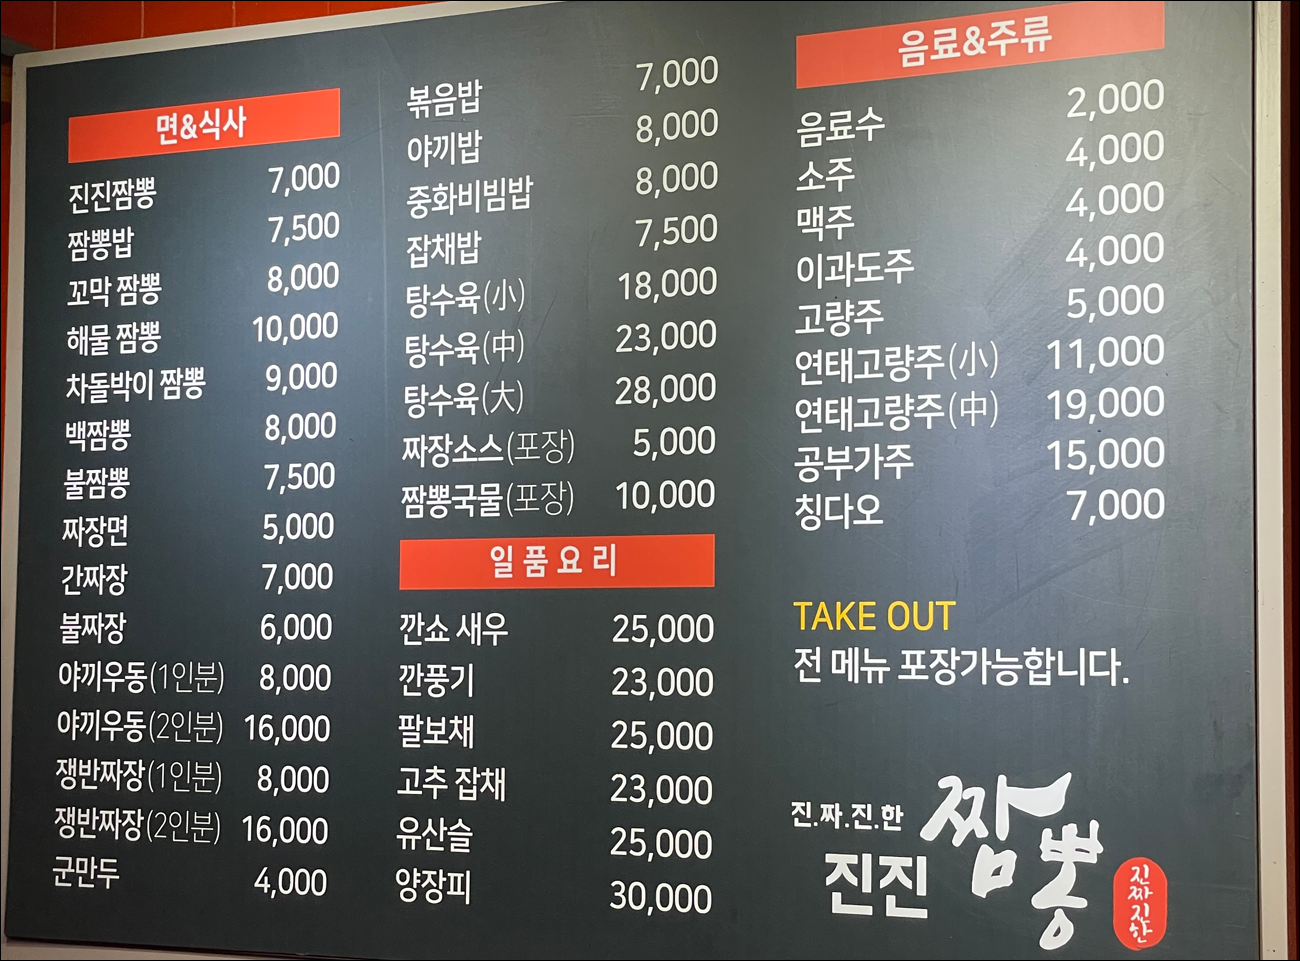 면&식사
진진짬뽕 7,000
짬뽕밥 7,500
꼬막 짬뽕 8,000
해물 짬뽕 10,000
차돌박이 짬뽕 9,000
백짬뽕 8,000
불짬뽕 7,500
짜장면 5,000
간짜장 7,000
불짜장 6,000
야끼우동(1인분) 8,000
야끼우동(2인분) 16,000
쟁반짜장(1인분) 8,000
쟁반짜장(2인분) 16,000
군만두 4,000
볶음밥 7,000
야끼밥 8,000
중화비빔밥 8,000
잡채밥 7,500
탕수육(小) 18,000
탕수육(中) 23,000
탕수육(大) 28,000
짜장소스(포장) 5,000
짬뽕국물(포장) 10,000
일품요리
깐쇼 새우 25,000
깐풍기 23,000
팔보채 25,000
고추 잡채 23,000
유산슬 25,000
양장피 30,000
음료&주류
음료수 2,000
소주 4,000
맥주 4,000
이과도주 4,000
고량주 5,000
연태고량주(小) 11,000
연태고량주(中) 19,000
공부가주 15,000
칭다오 7,000
TAKE OUT
전 메뉴 포장가능합니다.
진.짜.진.한
진진 짬뽕
진짜진한